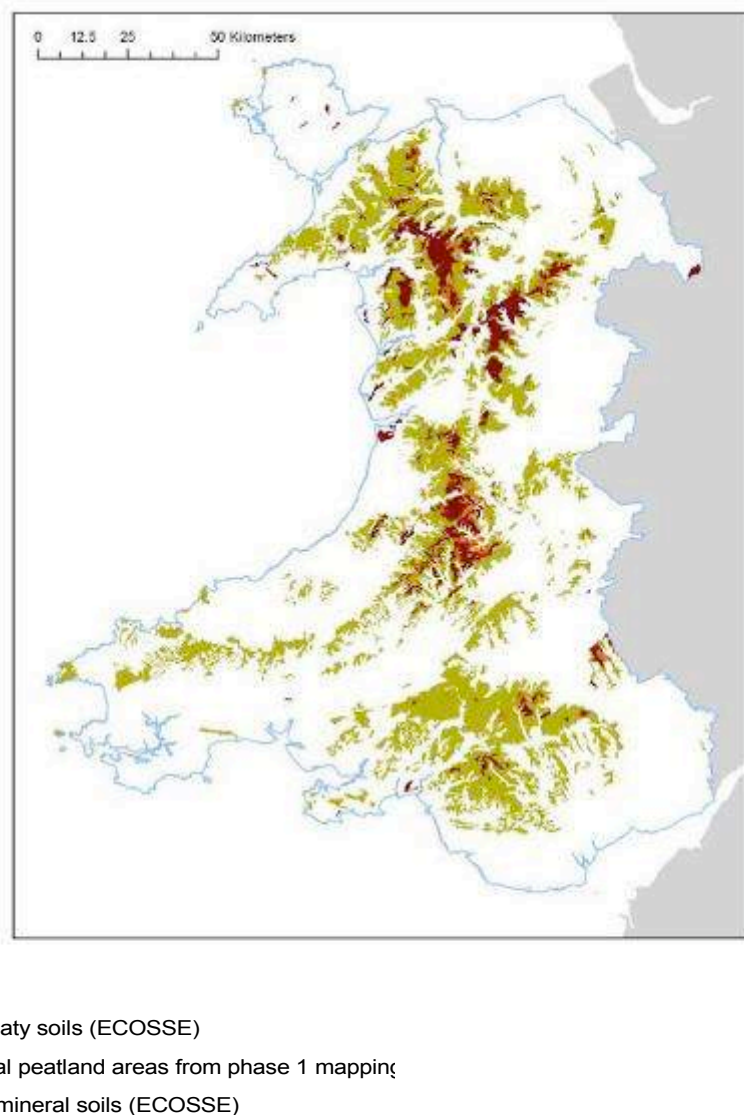 0 12.5 25 50 Kilometers
aty soils (ECOSSE)
al peatland areas from phase 1 mapping
mineral soils (ECOSSE)